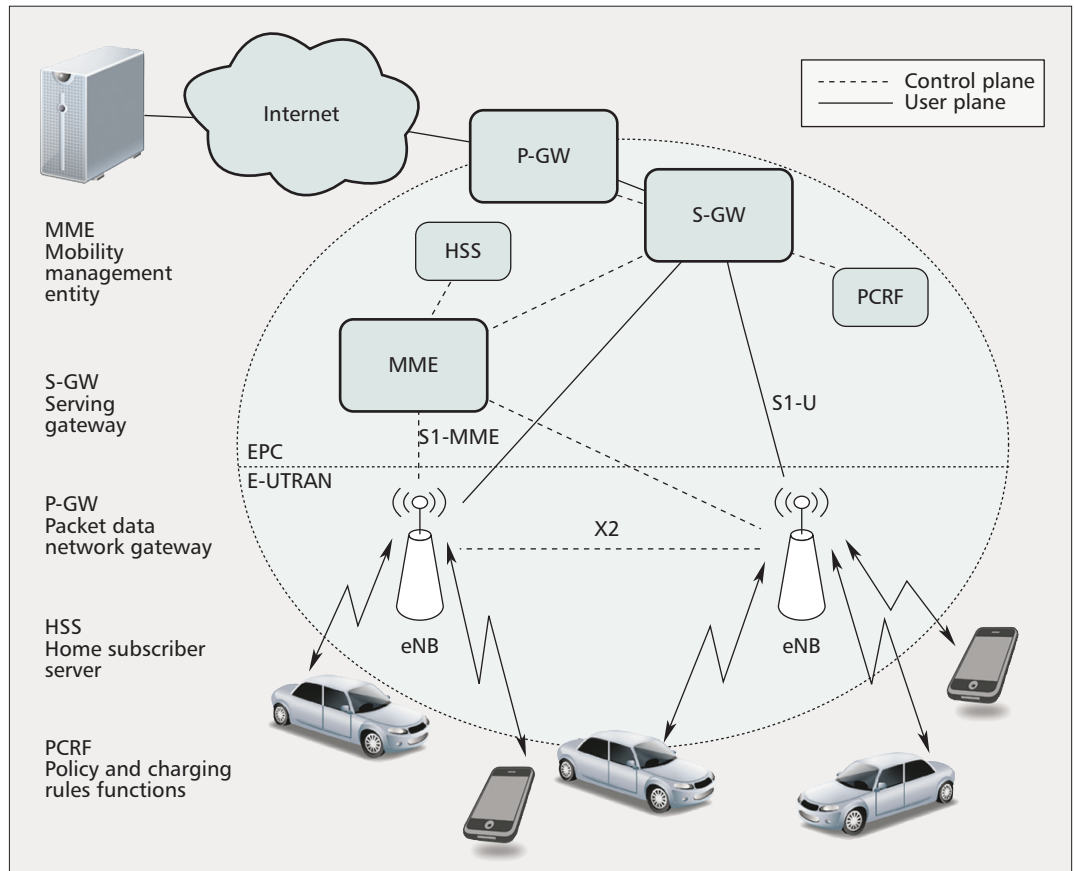 Internet
Control plane
User plane
P-GW
S-GW
HSS
PCRF
MME
S1-MME
S1-U
EPC
E-UTRAN
X2
eNB
eNB
MME
Mobility
management
entity
S-GW
Serving
gateway
P-GW
Packet data
network gateway
HSS
Home subscriber
server
PCRF
Policy and charging
rules functions